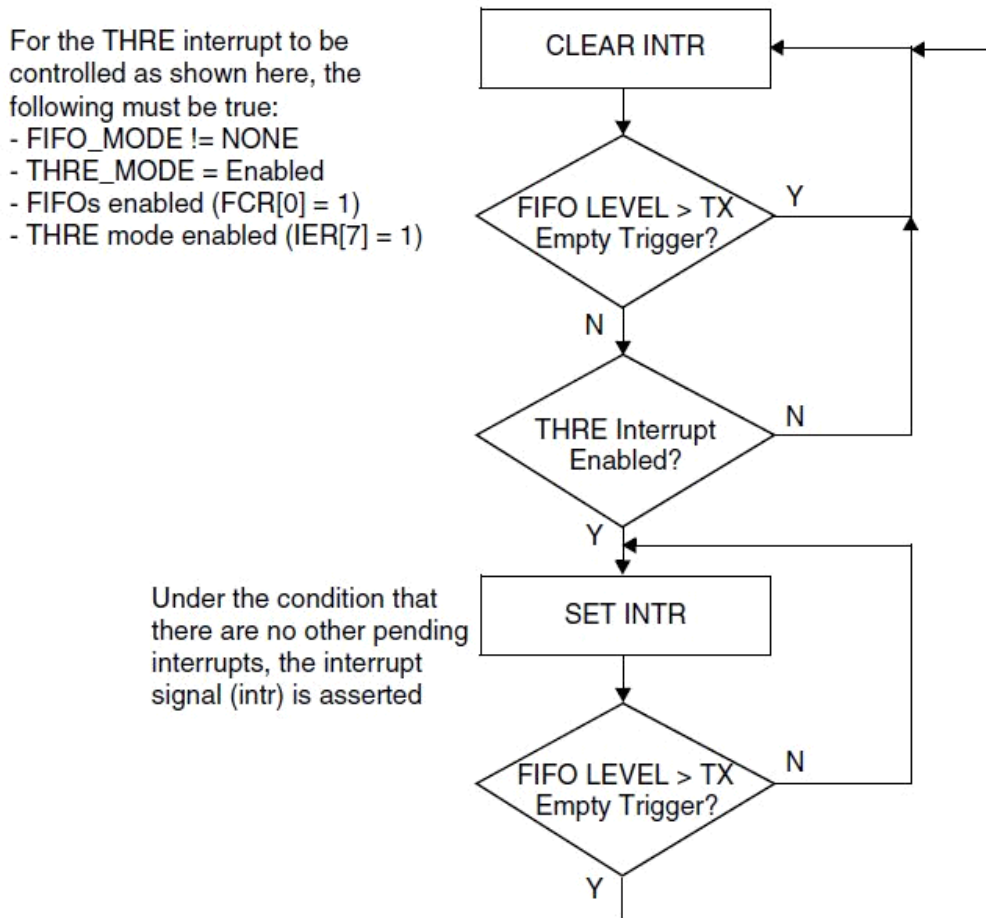 For the THRE interrupt to be
controlled as shown here, the
following must be true:
- FIFO_MODE != NONE
- THRE_MODE = Enabled
- FIFOs enabled (FCR[0] = 1)
- THRE mode enabled (IER[7] = 1)
CLEAR INTR
FIFO LEVEL > TX
Empty Trigger?
Y
N
THRE Interrupt
Enabled?
N
Y
Under the condition that
there are no other pending
interrupts, the interrupt
signal (intr) is asserted
SET INTR
FIFO LEVEL > TX
Empty Trigger?
N
Y